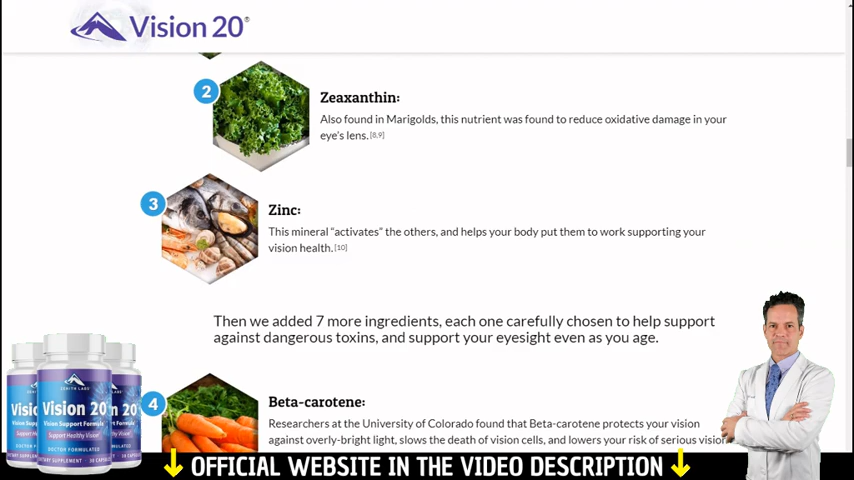 Vision 20®
2
Zeaxanthin:
Also found in Marigolds, this nutrient was found to reduce oxidative damage in your
eye's lens.[8,9]
3
Zinc:
This mineral "activates" the others, and helps your body put them to work supporting your
vision health.[10]
Then we added 7 more ingredients, each one carefully chosen to help support
against dangerous toxins, and support your eyesight even as you age.
4
Beta-carotene:
Researchers at the University of Colorado found that Beta-carotene protects your vision
against overly-bright light, slows the death of vision cells, and lowers your risk of serious vision
ZENITH LABS
Vision 20
Vision Support Formula
Support Healthy Vision
DOCTOR FORMULATED
DIETARY SUPPLEMENT
OFFICIAL WEBSITE IN THE VIDEO DESCRIPTION